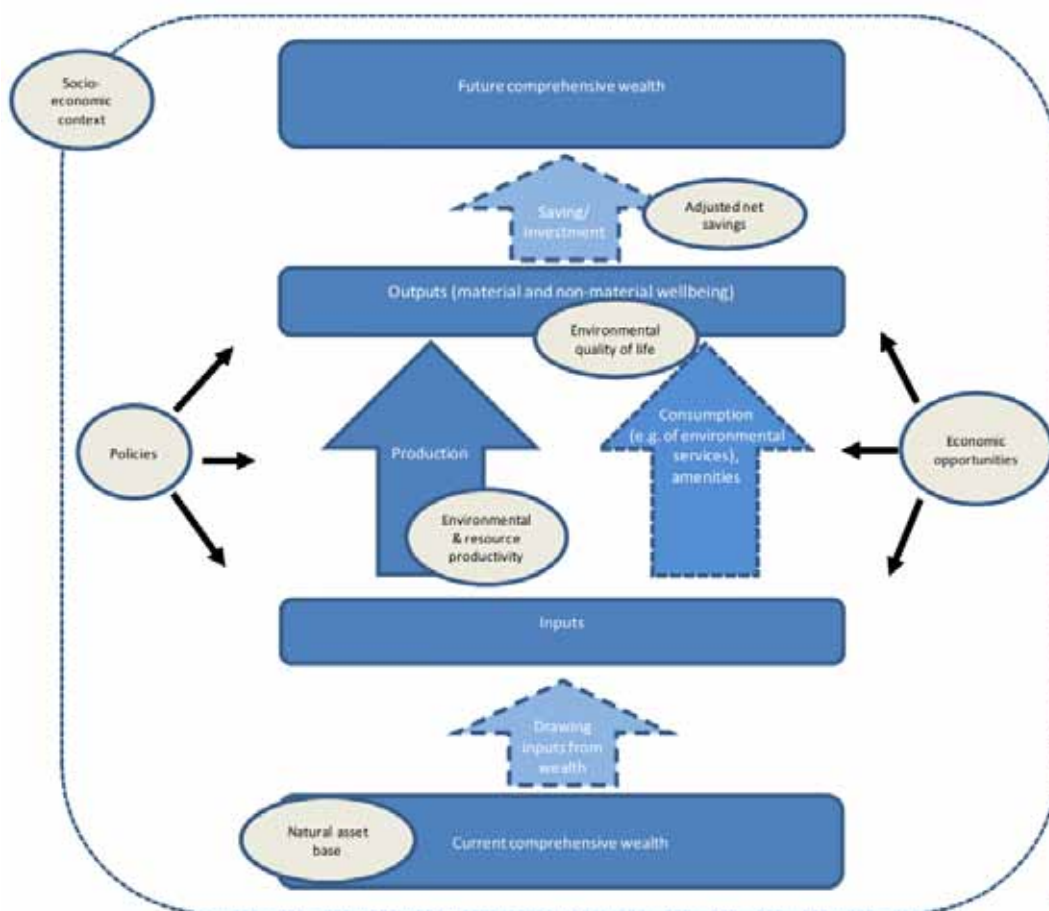 Socio-
economic
context
Future comprehensive wealth
Saving/
Investment
Adjusted net
savings
Outputs (material and non-material wellbeing)
Environmental
quality of life
Policies
Production
Consumption
(e.g. of environmental
services),
amenities
Economic
opportunities
Environmental
& resource
productivity
Inputs
Drawing
inputs from
wealth
Natural asset
base
Current comprehensive wealth